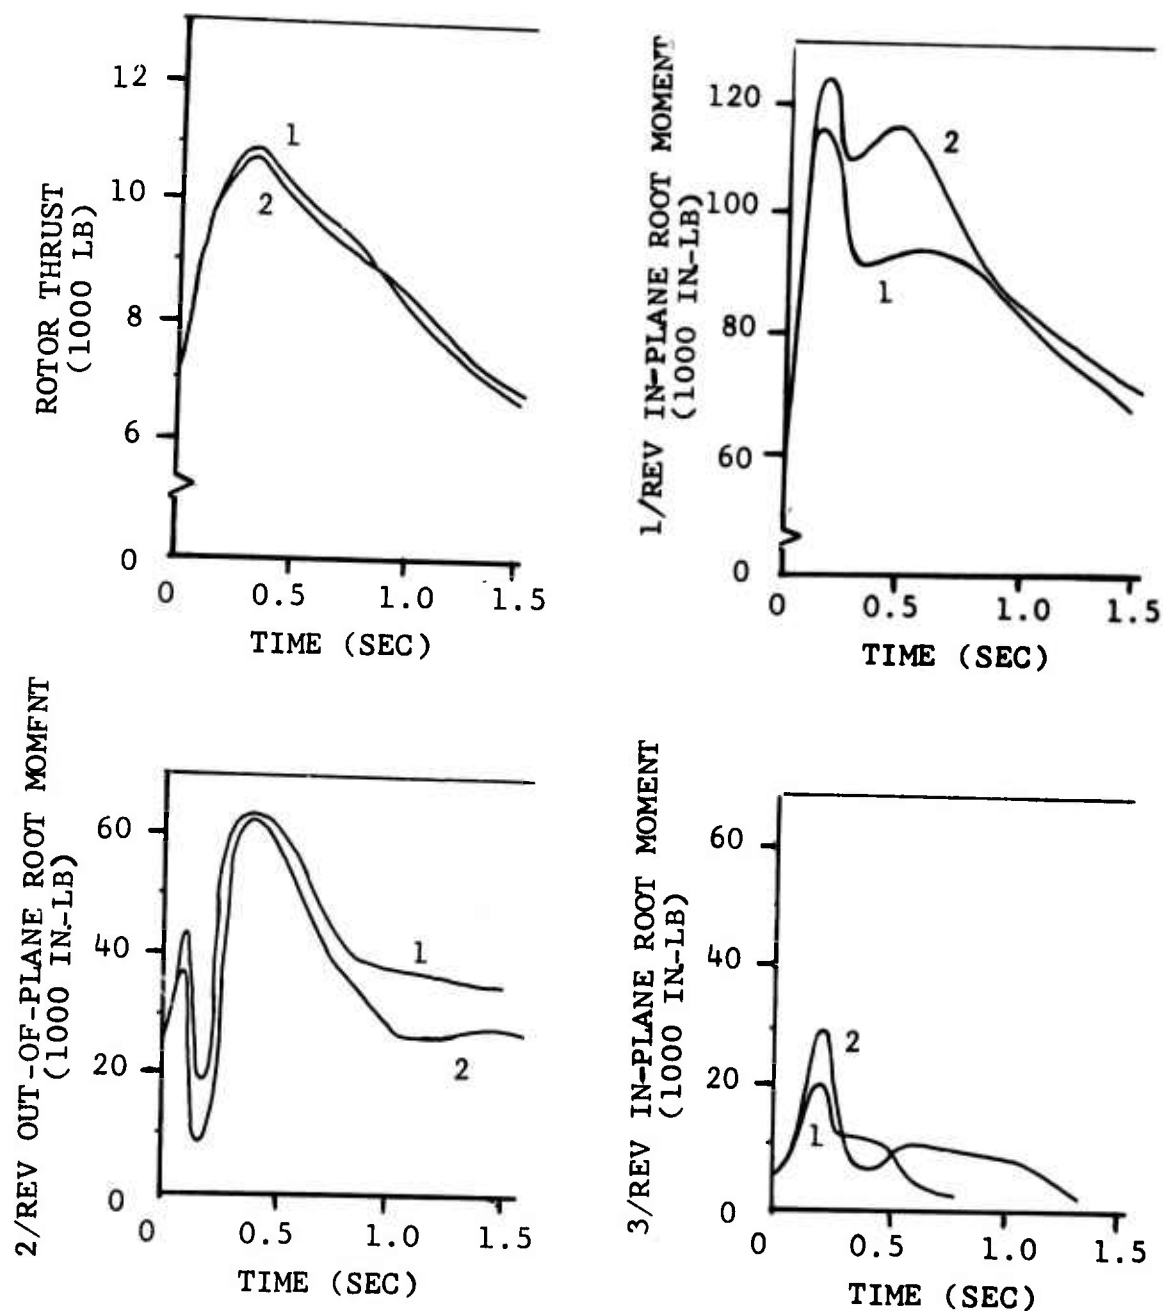 ROTOR THRUST
(1000 LB)
12
10
8
6
0
1
2
0 0.5 1.0 1.5
TIME (SEC)
1/REV IN-PLANE ROOT MOMENT
(1000 IN-LB)
120
100
80
60
0
2
1
0 0.5 1.0 1.5
TIME (SEC)
2/REV OUT-OF-PLANE ROOT MOMFNT
(1000 IN.-LB)
60
40
20
0
1
2
0 0.5 1.0 1.5
TIME (SEC)
3/REV IN-PLANE ROOT MOMENT
(1000 IN-LB)
60
40
20
0
2
1
0 0.5 1.0 1.5
TIME (SEC)